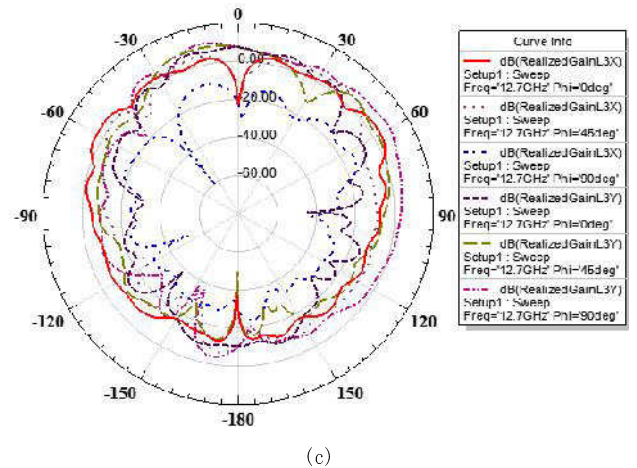 0
-30
30
0.00
-20.00
-40.00
-60.00
-60
60
-90
90
-120
120
-150
150
-180
Curve Info
dB(RealizedGainL3X)
Setup1 : Sweep
Freq='12.7GHz' Phi='0deg'
dB(RealizedGainL3X)
Setup1 : Sweep
Freq='12.7GHz' Phi='45deg'
dB(RealizedGainL3X)
Setup1 : Sweep
Freq='12.7GHz' Phi='90deg'
dB(RealizedGainL3Y)
Setup1 : Sweep
Freq='12.7GHz' Phi='0deg'
dB(RealizedGainL3Y)
Setup1 : Sweep
Freq='12.7GHz' Phi='45deg'
dB(RealizedGainL3Y)
Setup1 : Sweep
Freq='12.7GHz' Phi='90deg'
(c)